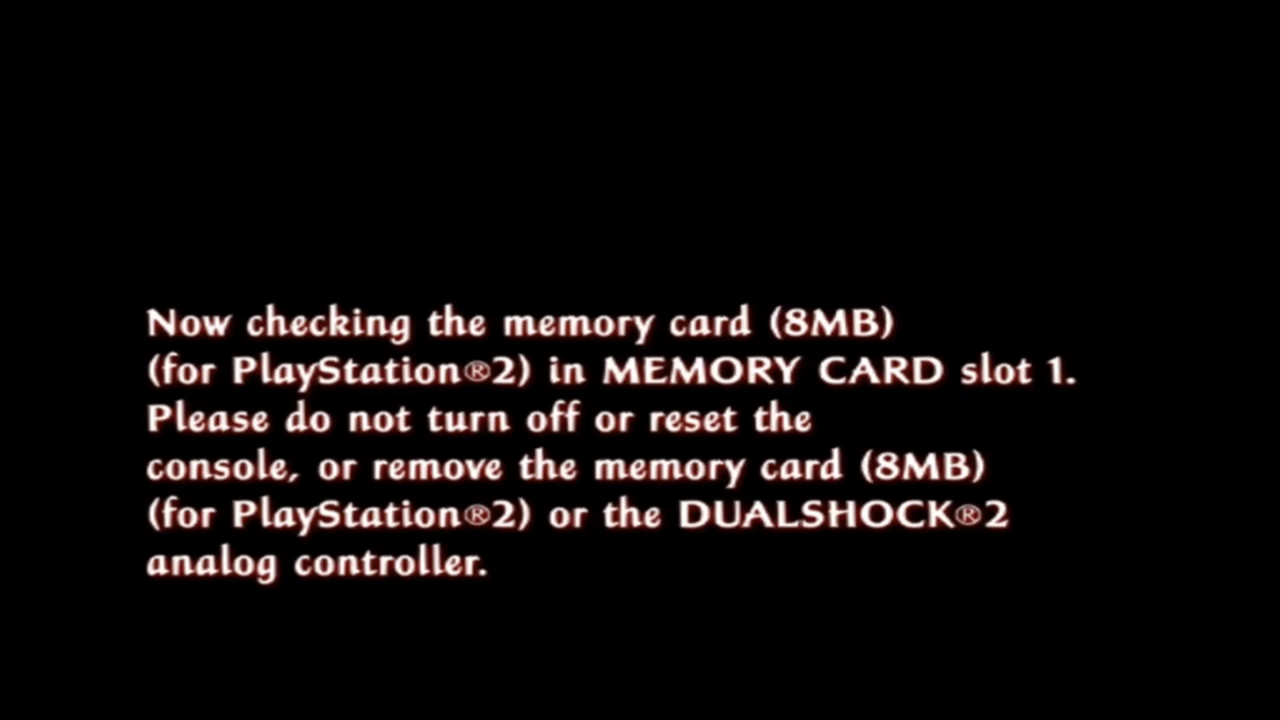 Now checking the memory card (8MB)
(for PlayStation®2) in MEMORY CARD slot 1.
Please do not turn off or reset the
console, or remove the memory card (8MB)
(for PlayStation®2) or the DUALSHOCK®2
analog controller.